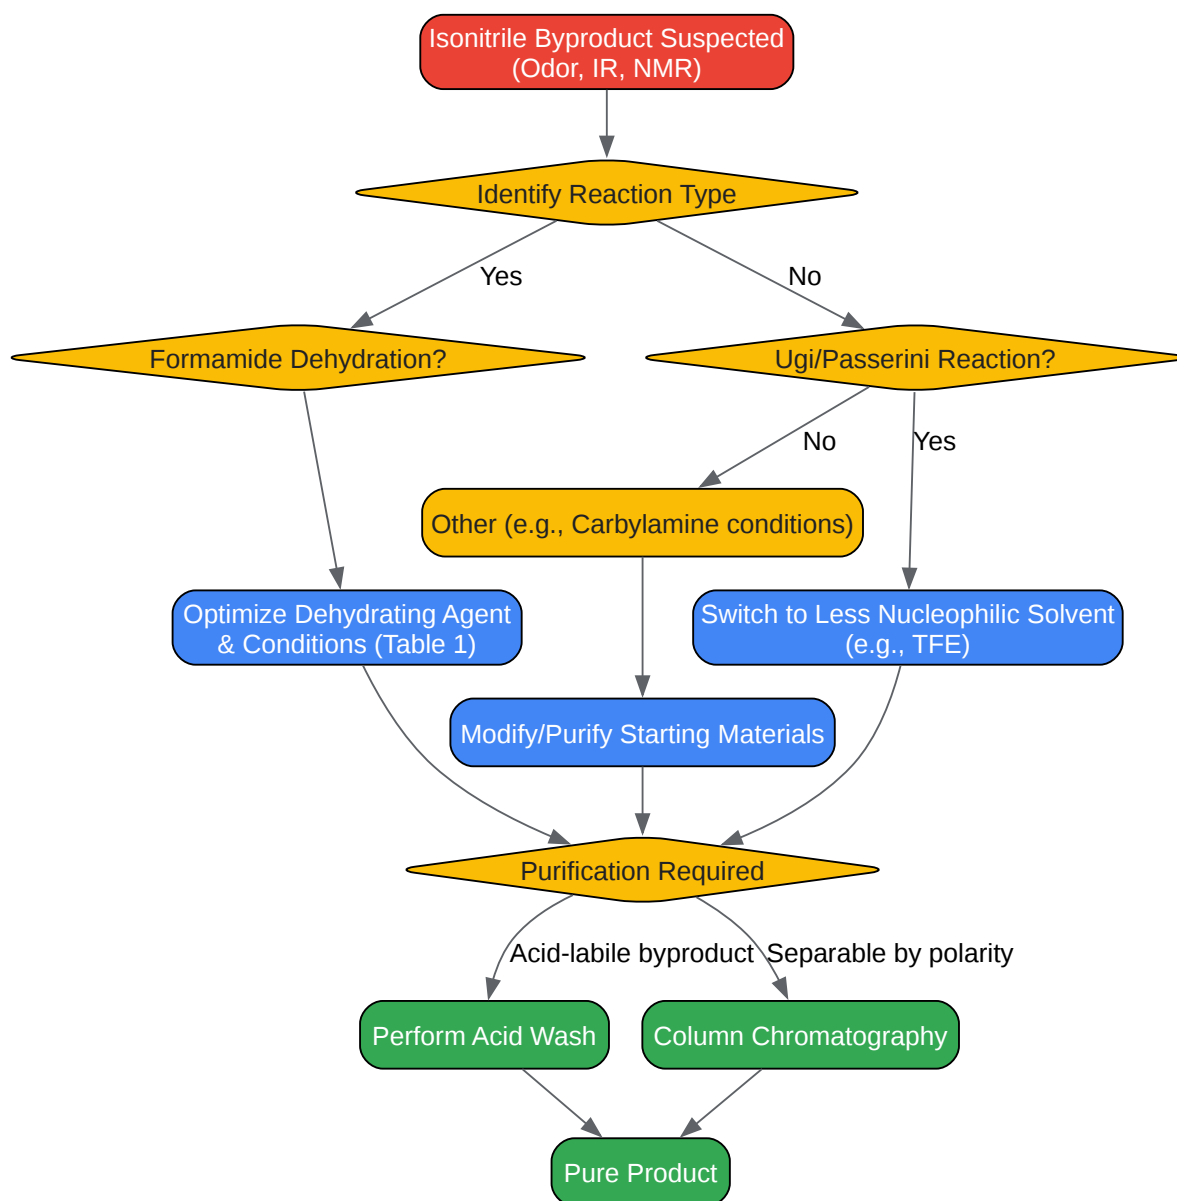 Isonitrile Byproduct Suspected
(Odor, IR, NMR)
Identify Reaction Type
Yes
No
Formamide Dehydration?
Ugi/Passerini Reaction?
No
Yes
Other (e.g., Carbylamine conditions)
Optimize Dehydrating Agent
& Conditions (Table 1)
Switch to Less Nucleophilic Solvent
(e.g., TFE)
Modify/Purify Starting Materials
Purification Required
Acid-labile byproduct
Separable by polarity
Perform Acid Wash
Column Chromatography
Pure Product